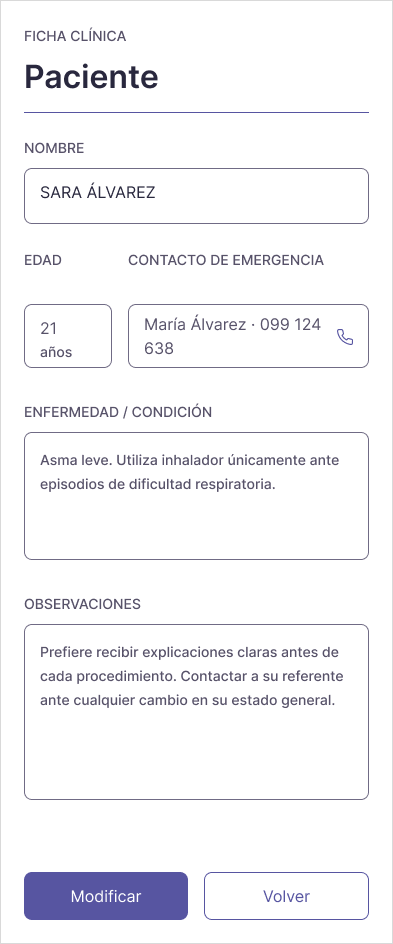 FICHA CLÍNICA
Paciente
NOMBRE
SARA ÁLVAREZ
EDAD
CONTACTO DE EMERGENCIA
21
años
María Álvarez · 099 124
638
ENFERMEDAD / CONDICIÓN
Asma leve. Utiliza inhalador únicamente ante
episodios de dificultad respiratoria.
OBSERVACIONES
Prefiere recibir explicaciones claras antes de
cada procedimiento. Contactar a su referente
ante cualquier cambio en su estado general.
Modificar
Volver